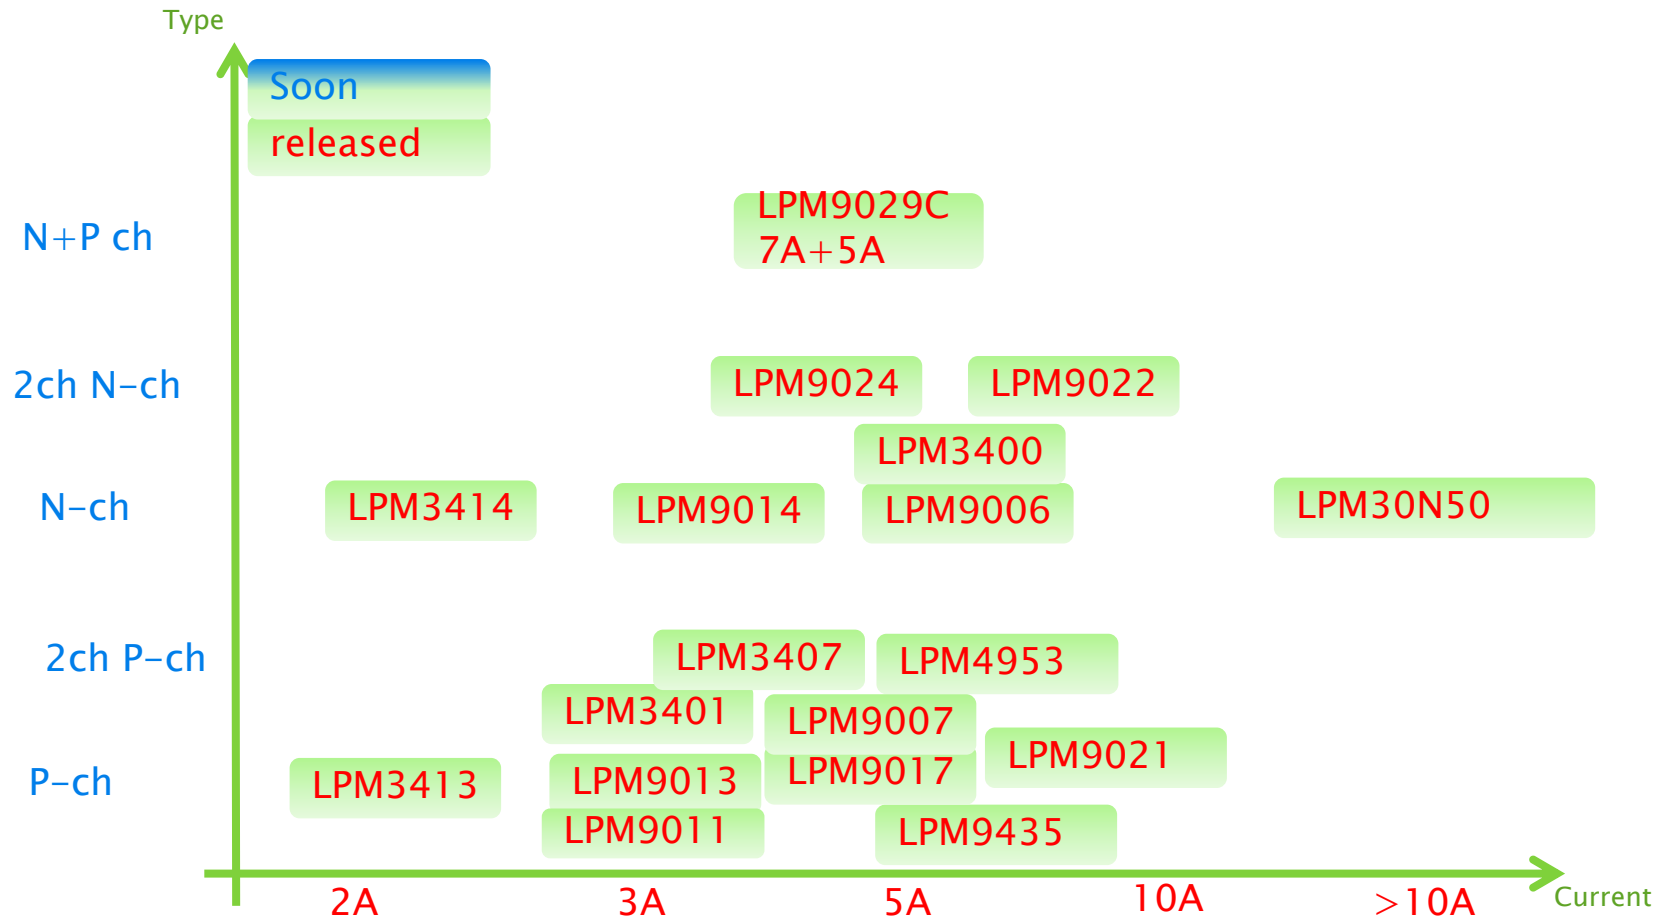 Type
Soon
released
N+P ch
LPM9029C
7A+5A
2ch N-ch
LPM9024
LPM9022
LPM3400
N-ch
LPM3414
LPM9014
LPM9006
LPM30N50
2ch P-ch
LPM3407
LPM4953
LPM3401
LPM9007
LPM9021
P-ch
LPM3413
LPM9013
LPM9017
LPM9011
LPM9435
2A
3A
5A
10A
>10A
Current